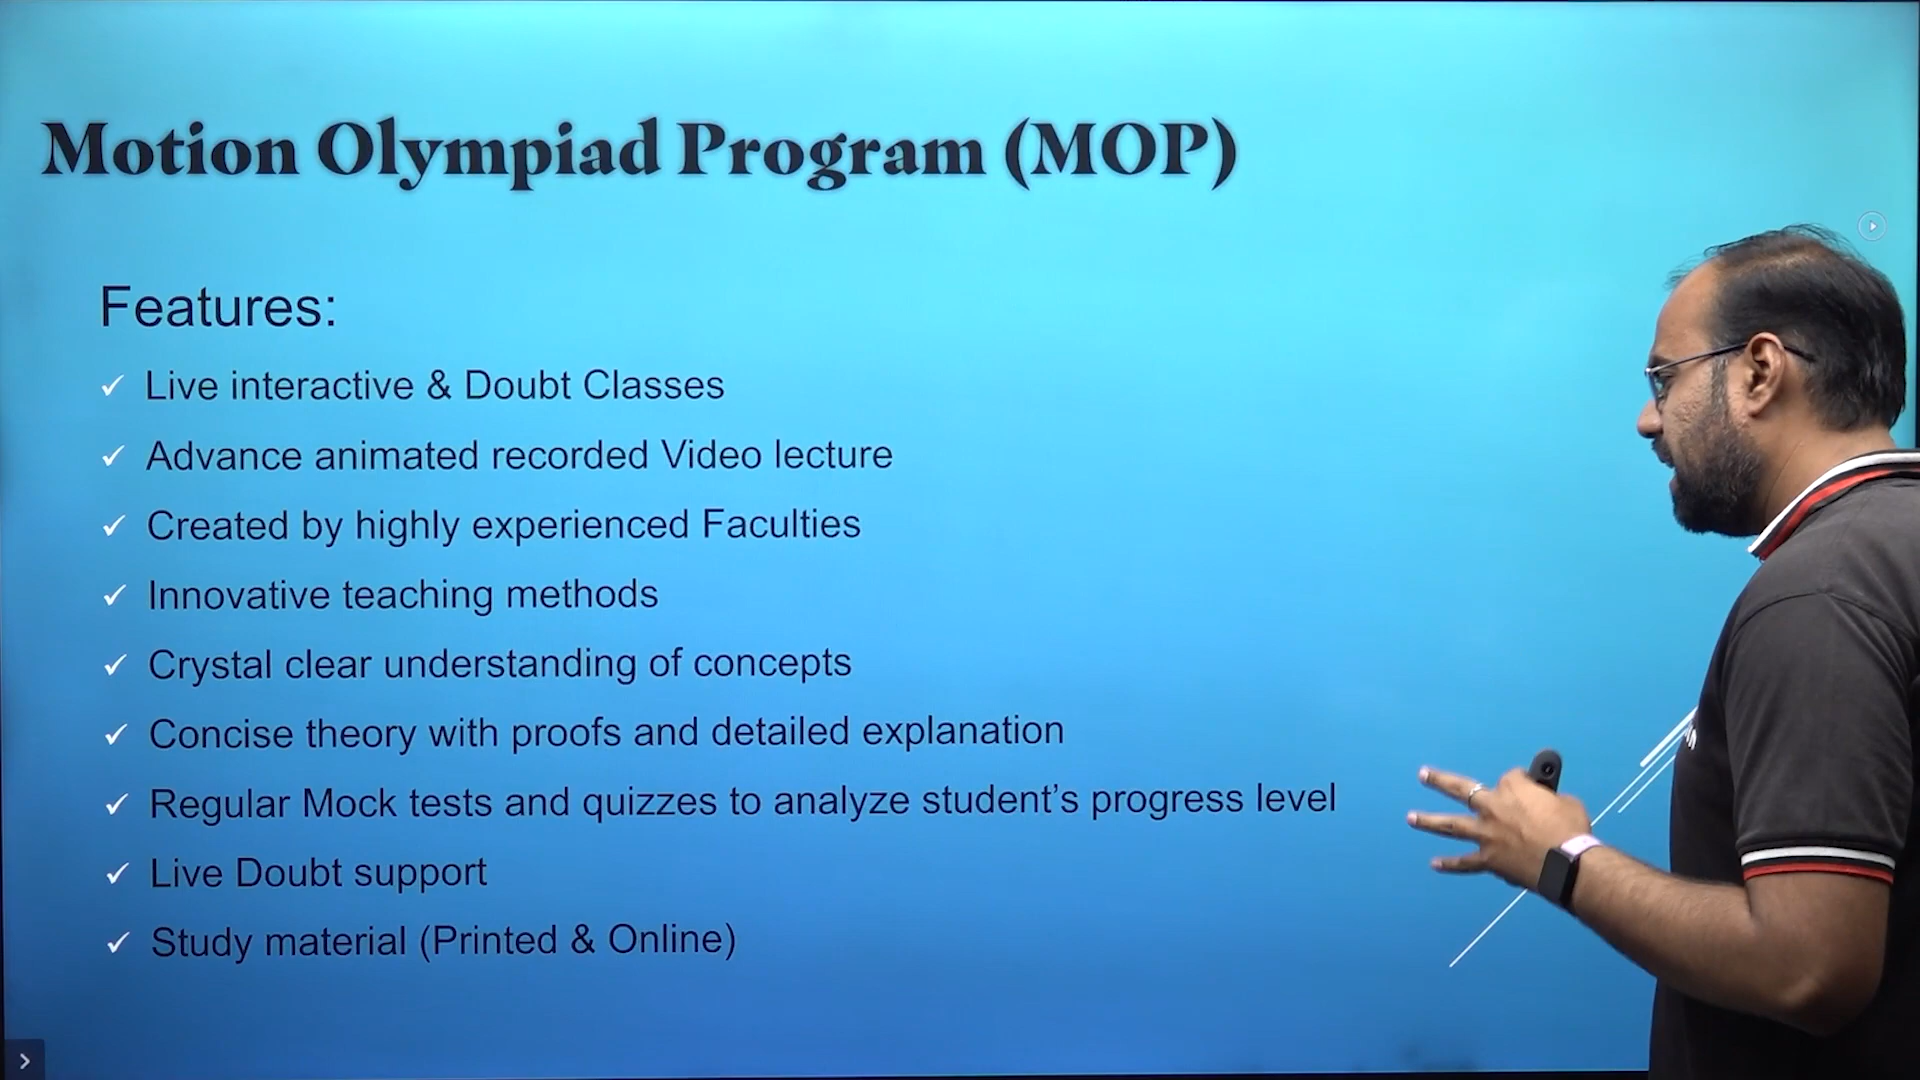 Motion Olympiad Program (MOP)
Features:
✓ Live interactive & Doubt Classes
✓ Advance animated recorded Video lecture
✓ Created by highly experienced Faculties
✓ Innovative teaching methods
✓ Crystal clear understanding of concepts
✓ Concise theory with proofs and detailed explanation
✓ Regular Mock tests and quizzes to analyze student’s progress level
✓ Live Doubt support
✓ Study material (Printed & Online)